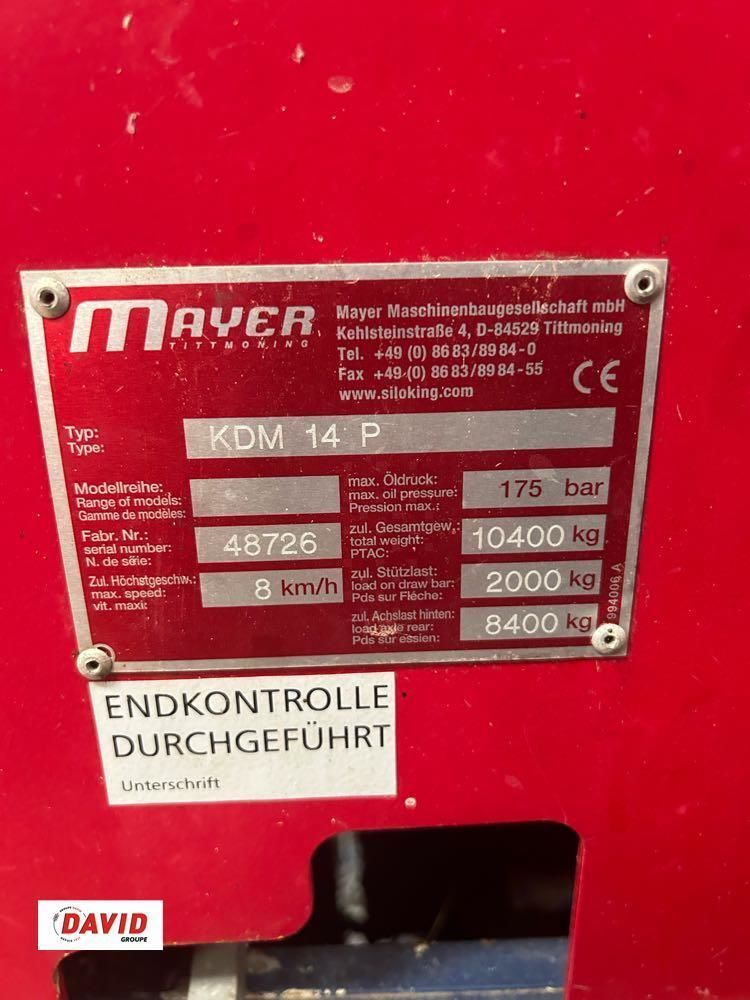 MAYER
TITTMONING
Mayer Maschinenbaugesellschaft mbH
Kehlsteinstraße 4, D-84529 Tittmoning
Tel. +49 (0) 86 83/89 84-0
Fax +49 (0) 86 83/89 84-55
www.siloking.com
CE
Typ:
Type:
KDM 14 P
Modellreihe:
Range of models:
Gamme de modèles:
max. Öldruck:
max. oil pressure:
Pression max.:
175 bar
Fabr. Nr.:
serial number:
N. de série:
48726
zul. Gesamtgew.:
total weight:
PTAC:
10400 kg
Zul. Höchstgeschw.:
max. speed:
vit. maxi:
8 km/h
zul. Stützlast:
load on draw bar:
Pds sur Flèche:
2000 kg
zul. Achslast hinten:
load axle rear:
Pds sur essien:
8400 kg
994006 A
ENDKONTROLLE
DURCHGEFÜHRT
Unterschrift
DAVID
GROUPE